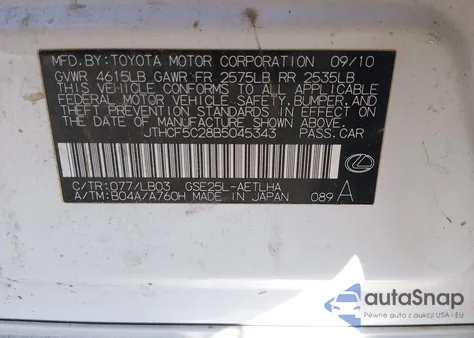 MFD.BY:TOYOTA MOTOR CORPORATION 09/10
GVWR 4615LB GAWR FR 2575LB RR 2535LB
THIS VEHICLE CONFORMS TO ALL APPLICABLE
FEDERAL MOTOR VEHICLE SAFETY, BUMPER, AND
THEFT PREVENTION STANDARDS IN EFFECT ON
THE DATE OF MANUFACTURE SHOWN ABOVE.
JTHCF5C28B5045343 PASS.CAR
C/TR:077/LB03 GSE25L-AETLHA
A/TM:B04A/A760H MADE IN JAPAN 089 A
autoSnap
Pewne auta z aukcji USA i EU